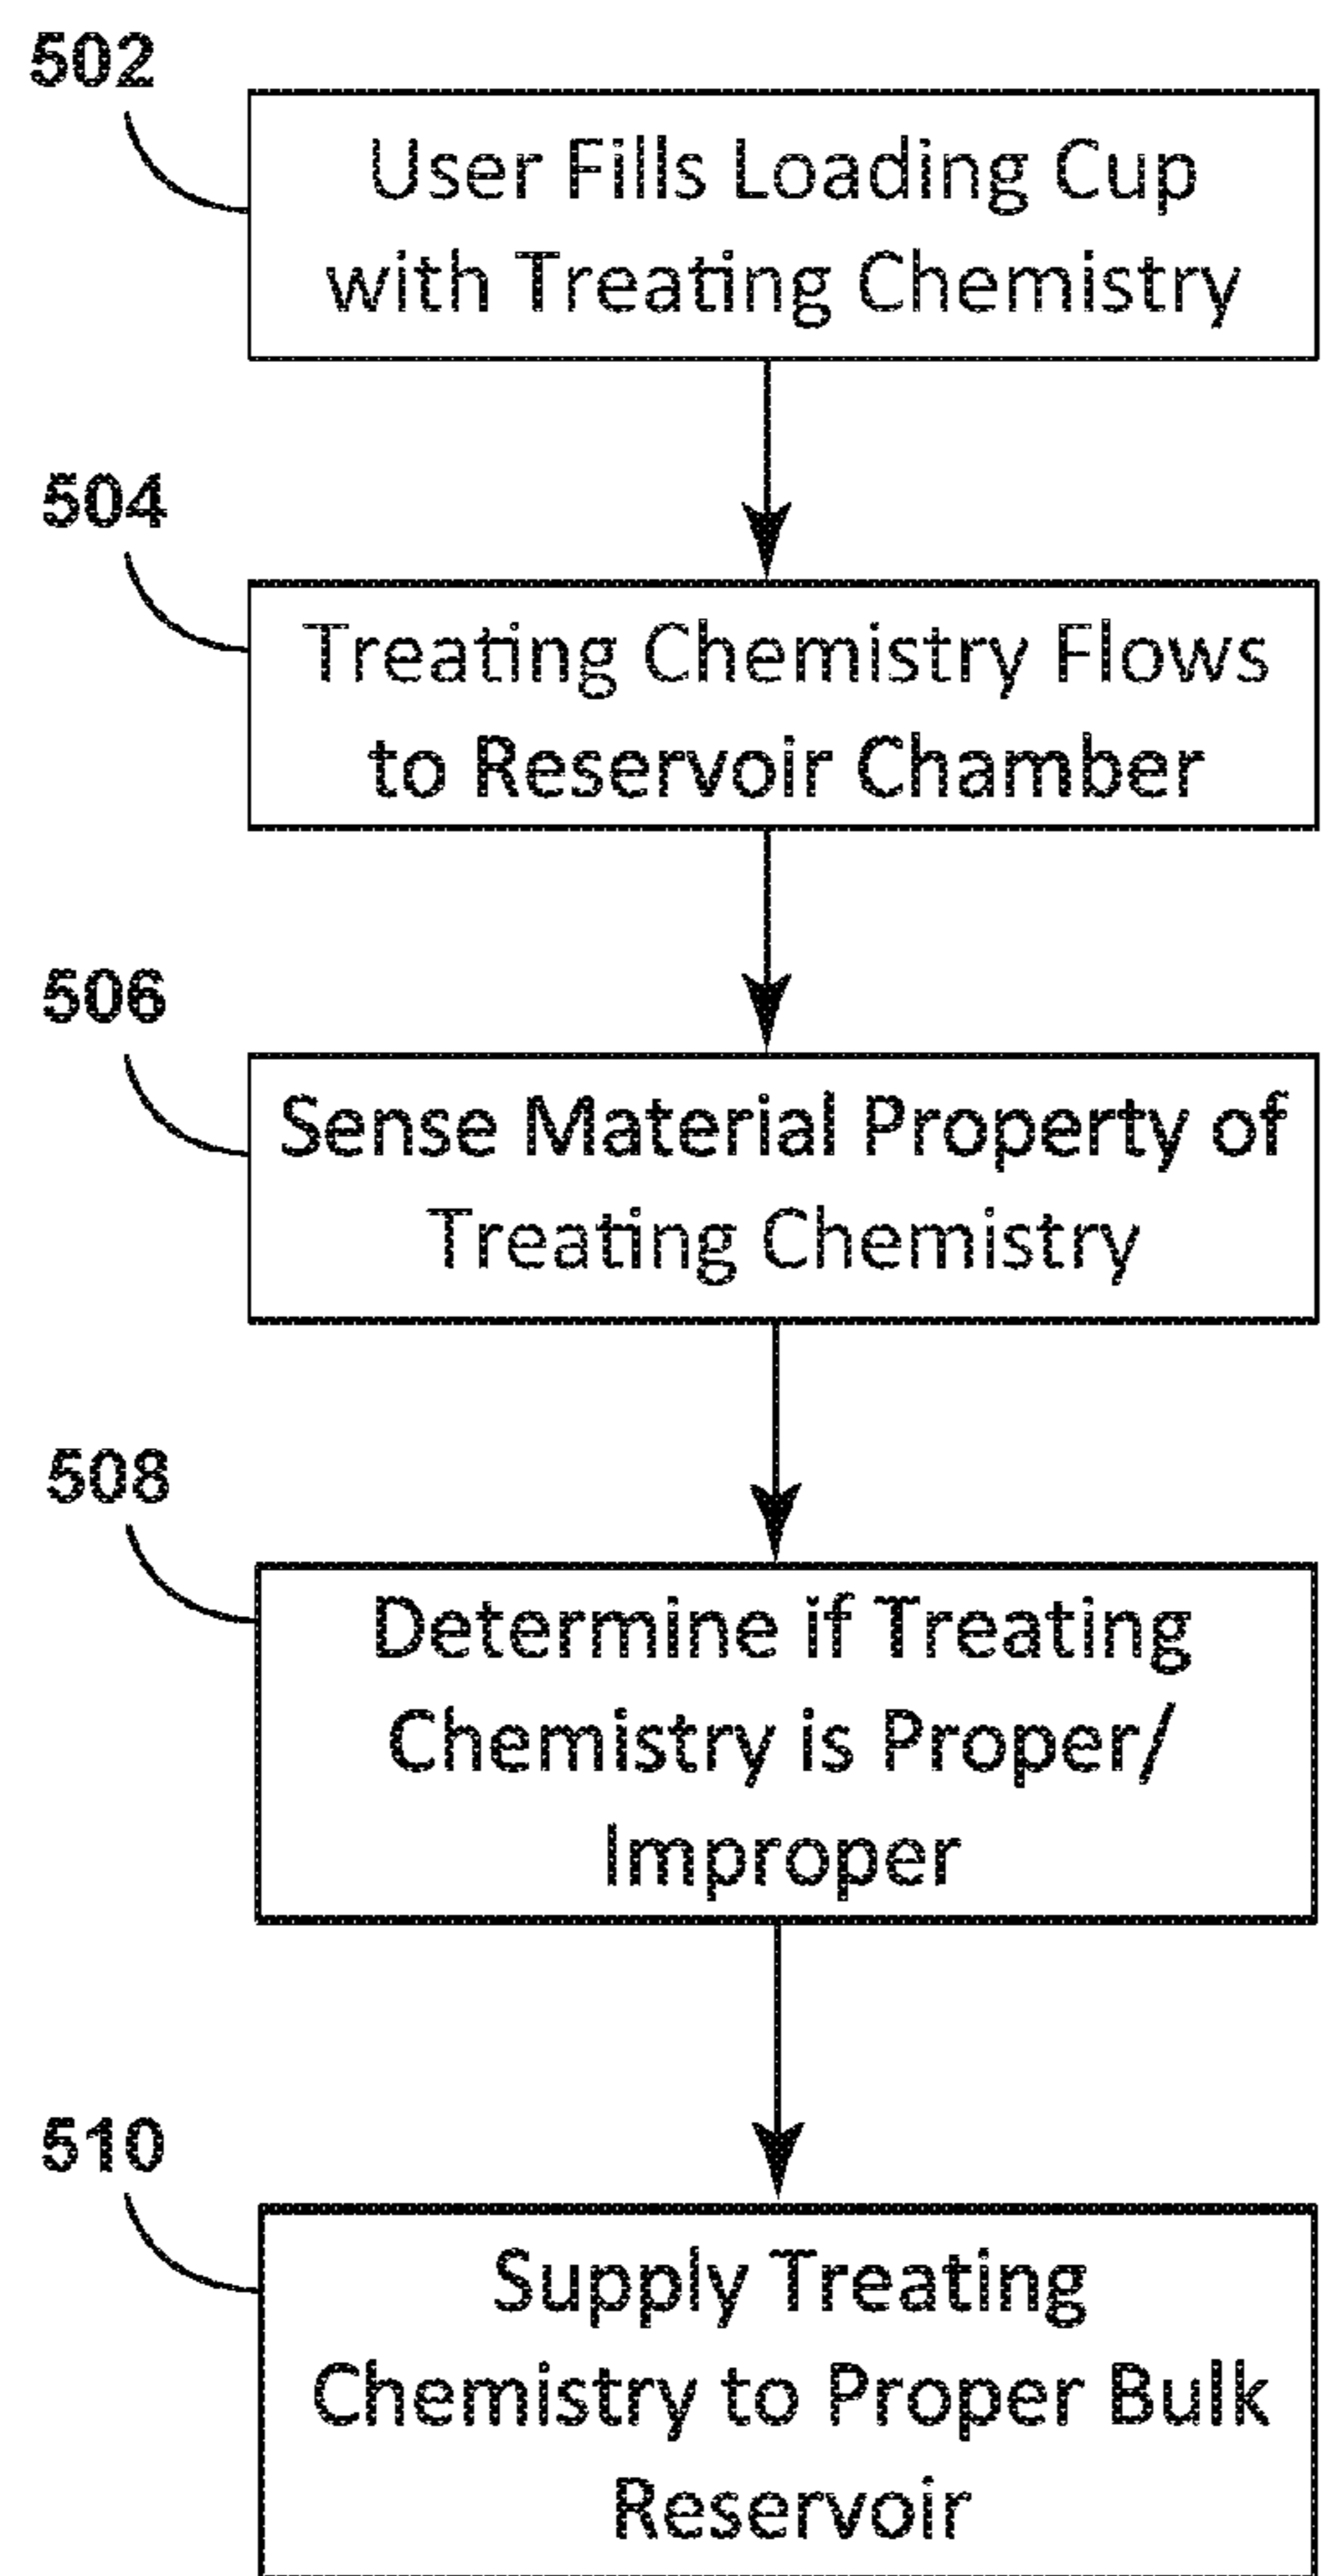 502
User Fills Loading Cup
with Treating Chemistry
504
Treating Chemistry Flows
to Reservoir Chamber
506
Sense Material Property of
Treating Chemistry
508
Determine if Treating
Chemistry is Proper/
Improper
510
Supply Treating
Chemistry to Proper Bulk
Reservoir